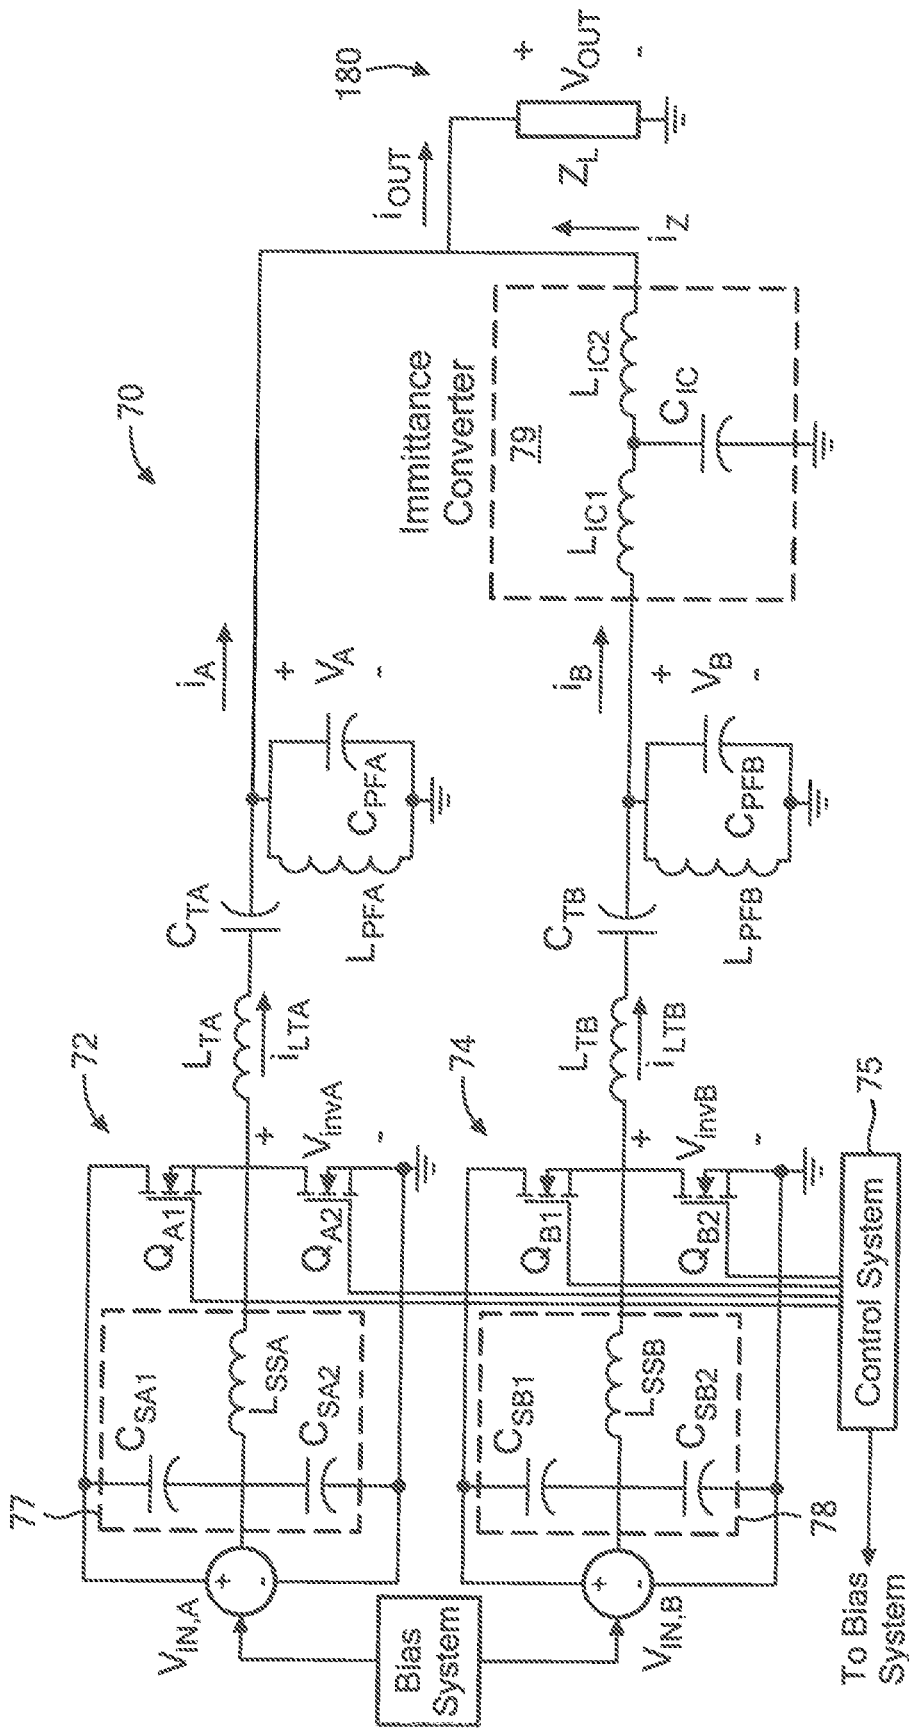 70
180
72
L_TA
C_TA
i_A
i_OUT
+
V_OUT
-
Z_L
i_LTA
+
V_A
-
L_PFA
C_PFA
77
C_SA1
L_SSA
C_SA2
Q_A1
Q_A2
+
V_invA
-
V_IN,A
+
-
Immittance
Converter
79
L_IC1
L_IC2
C_IC
i_Z
74
L_TB
C_TB
i_B
i_LTB
+
V_B
-
L_PFB
C_PFB
C_SB1
L_SSB
C_SB2
78
Q_B1
Q_B2
+
V_invB
-
V_IN,B
+
-
Bias
System
75
Control System
To Bias
System